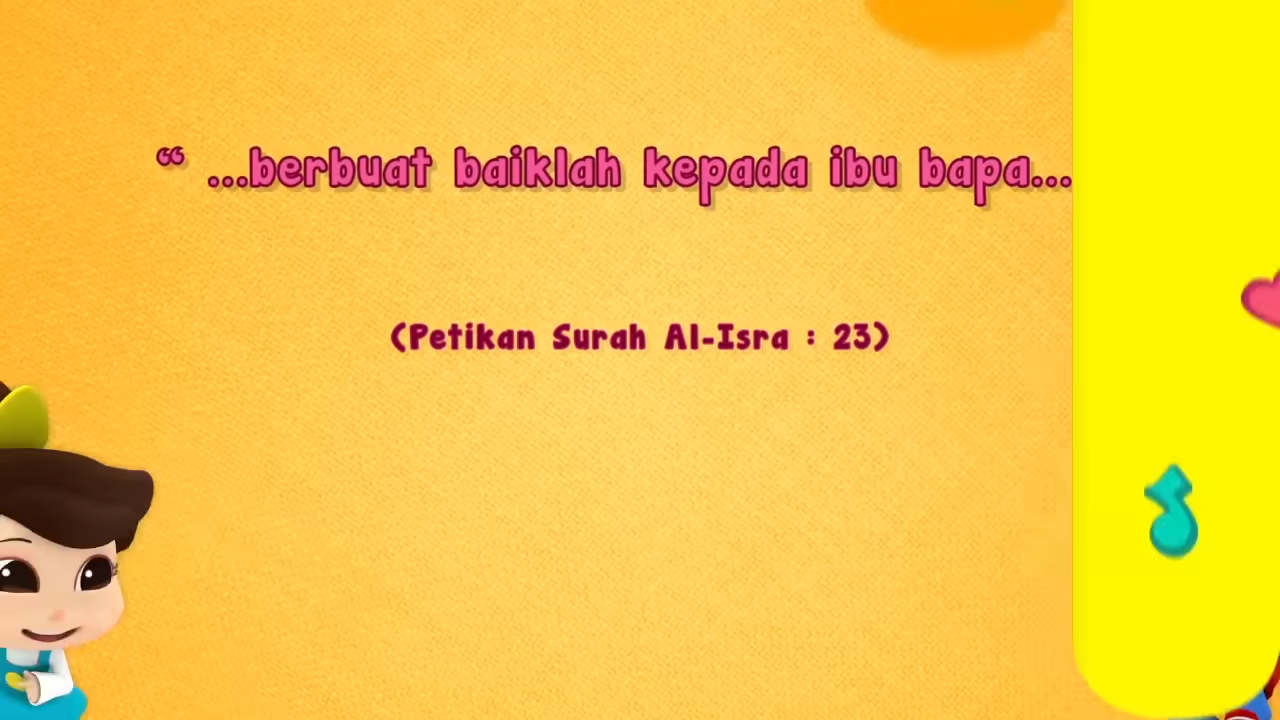 “ ...berbuat baiklah kepada ibu bapa...
(Petikan Surah Al-Isra : 23)